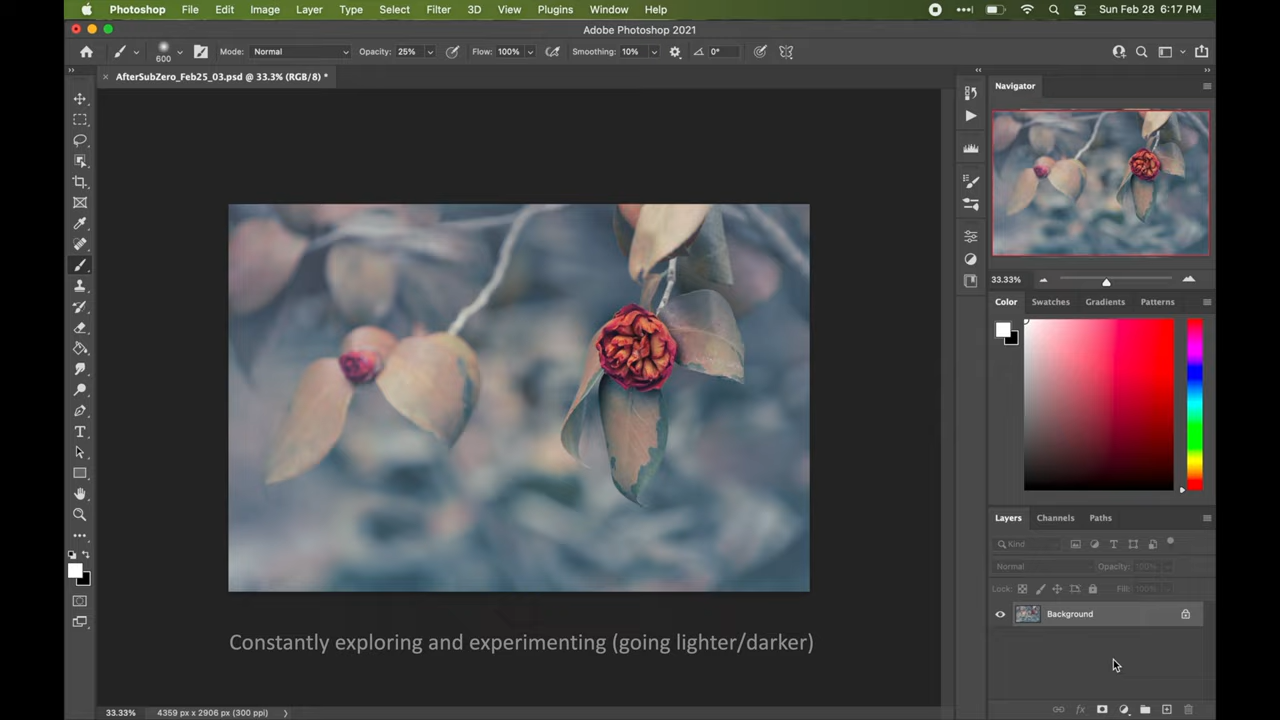 Photoshop File Edit Image Layer Type Select Filter 3D View Plugins Window Help Sun Feb 28 6:17 PM
Adobe Photoshop 2021
600 Mode: Normal Opacity: 25% Flow: 100% Smoothing: 10% 0°
AfterSubZero_Feb25_03.psd @ 33.3% (RGB/8) *
Navigator
33.33%
Color Swatches Gradients Patterns
Layers Channels Paths
Kind
Normal Opacity: 100%
Lock: Fill: 100%
Background
Constantly exploring and experimenting (going lighter/darker)
33.33% 4359 px x 2906 px (300 ppi)